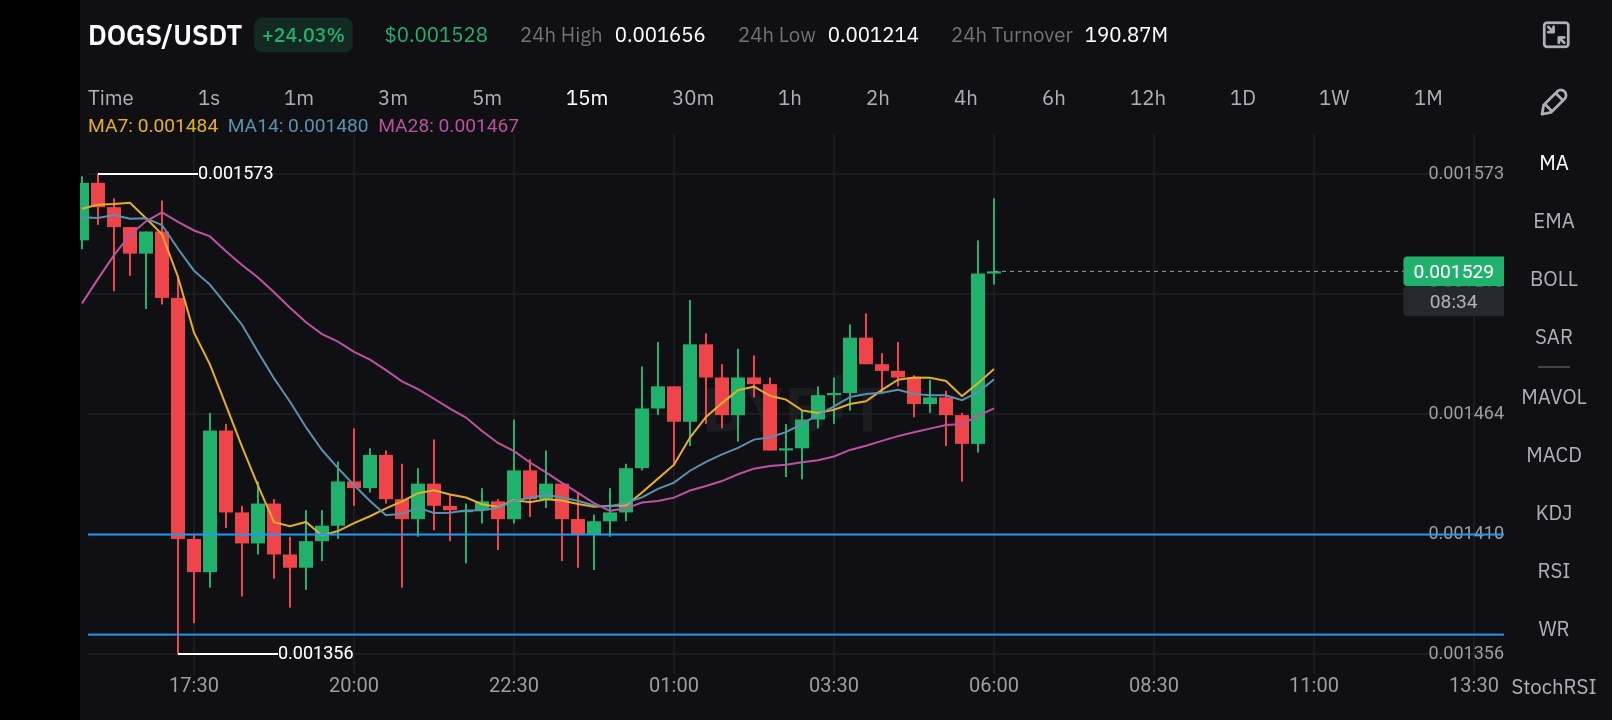 DOGS/USDT +24.03% $0.001528 24h High 0.001656 24h Low 0.001214 24h Turnover 190.87M
Time 1s 1m 3m 5m 15m 30m 1h 2h 4h 6h 12h 1D 1W 1M
MA7: 0.001484 MA14: 0.001480 MA28: 0.001467
MA
0.001573 0.001573
EMA
0.001529
BOLL
08:34
SAR
MAVOL
0.001464
MACD
KDJ
0.001410
RSI
WR
0.001356 0.001356
17:30 20:00 22:30 01:00 03:30 06:00 08:30 11:00 13:30 StochRSI